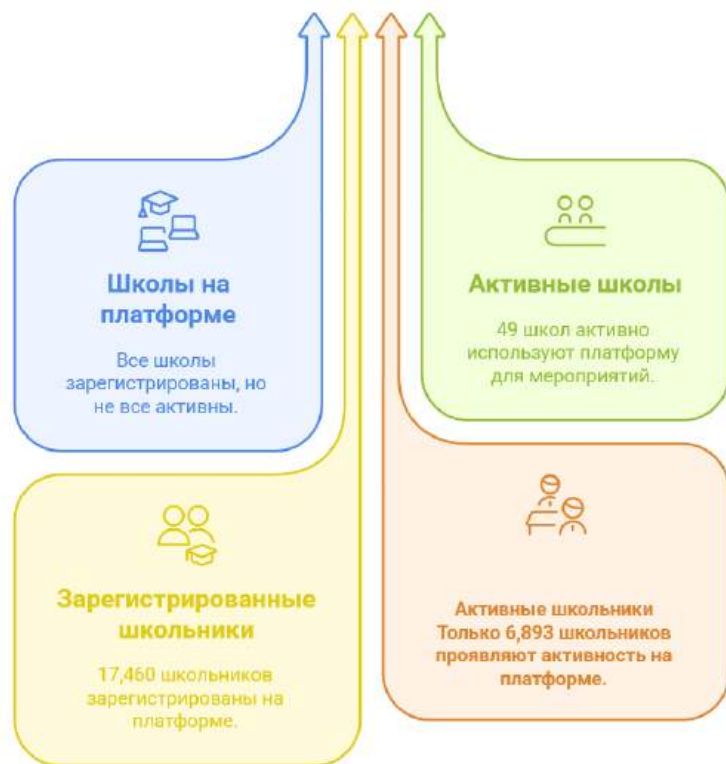 Школы на
платформе
Все школы
зарегистрированы, но
не все активны.
Активные школы
49 школ активно
используют платформу
для мероприятий.
Зарегистрированные
школьники
17,460 школьников
зарегистрированы на
платформе.
Активные школьники
Только 6,893 школьников
проявляют активность на
платформе.